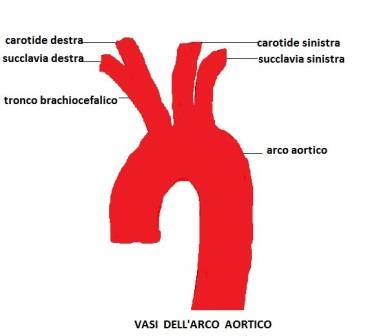 carotide destra
succlavia destra
tronco brachiocefalico
carotide sinistra
succlavia sinistra
arco aortico
VASI DELL'ARCO AORTICO